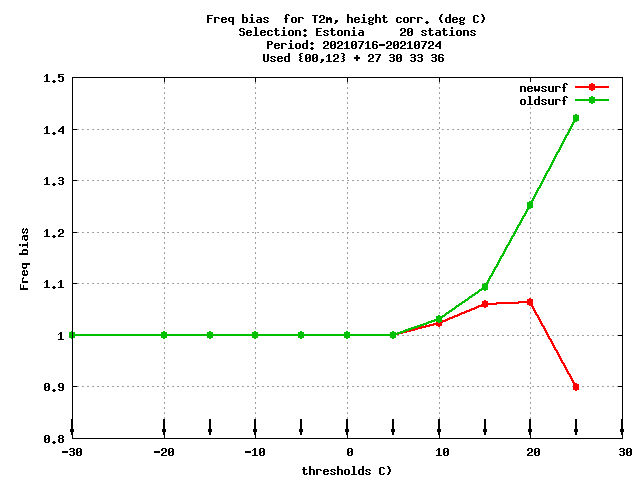 Freq bias  for T2m, height corr. (deg C)
Selection: Estonia     20 stations
Period: 20210716-20210724
Used {00,12} + 27 30 33 36
newsurf
oldsurf
1.5
1.4
1.3
1.2
1.1
1
0.9
0.8
Freq bias
-30 -20 -10 0 10 20 30
thresholds C)